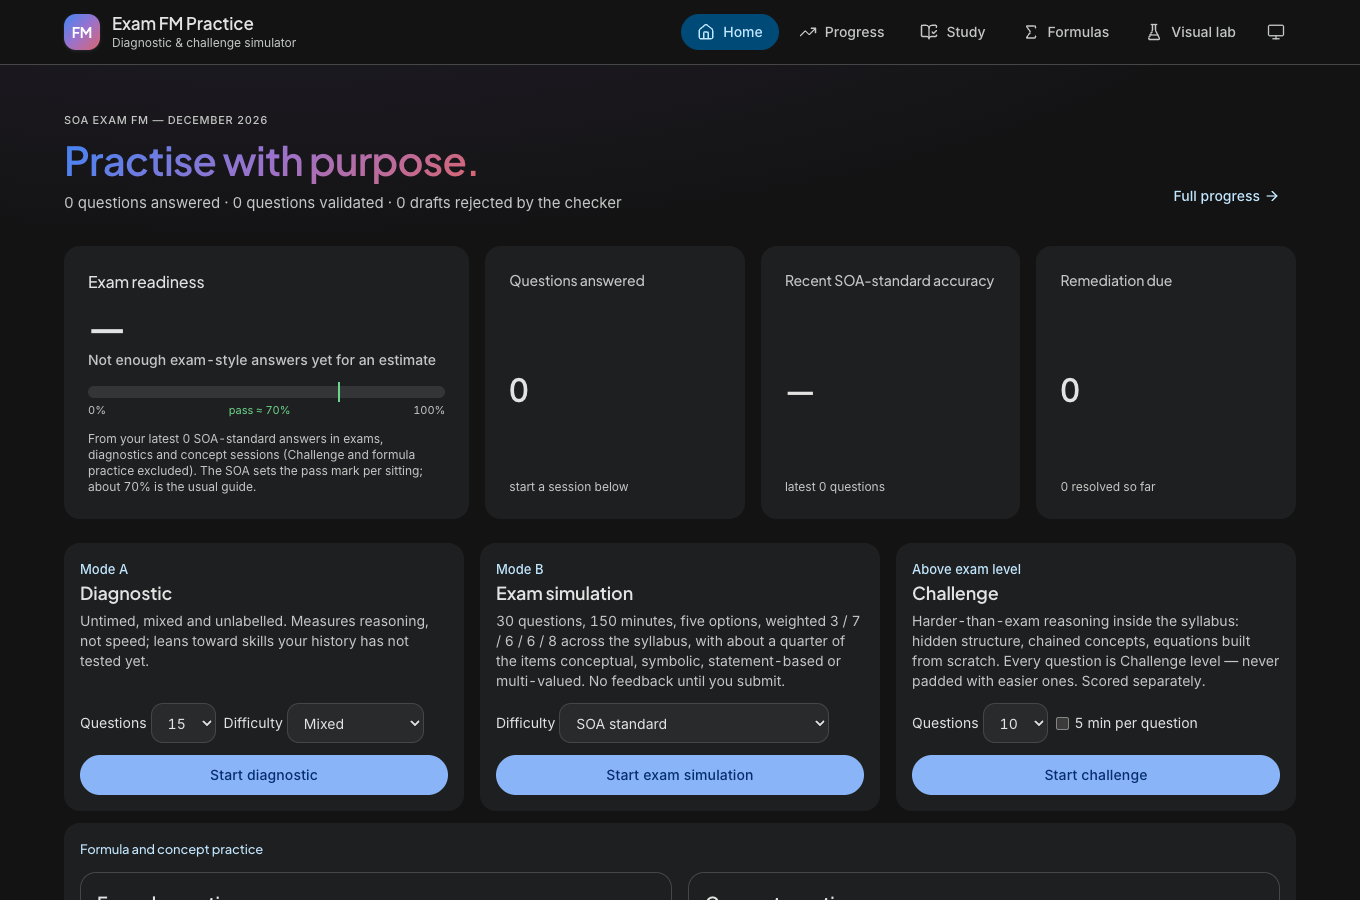 FM
Exam FM Practice
Diagnostic & challenge simulator
Home
Progress
Study
Formulas
Visual lab
SOA EXAM FM — DECEMBER 2026
Practise with purpose.
0 questions answered · 0 questions validated · 0 drafts rejected by the checker
Full progress →
Exam readiness
—
Not enough exam-style answers yet for an estimate
0%
pass ≈ 70%
100%
From your latest 0 SOA-standard answers in exams,
diagnostics and concept sessions (Challenge and formula
practice excluded). The SOA sets the pass mark per sitting;
about 70% is the usual guide.
Questions answered
0
start a session below
Recent SOA-standard accuracy
—
latest 0 questions
Remediation due
0
0 resolved so far
Mode A
Diagnostic
Untimed, mixed and unlabelled. Measures reasoning,
not speed; leans toward skills your history has not
tested yet.
Questions 15 Difficulty Mixed
Start diagnostic
Mode B
Exam simulation
30 questions, 150 minutes, five options, weighted 3 / 7
/ 6 / 6 / 8 across the syllabus, with about a quarter of
the items conceptual, symbolic, statement-based or
multi-valued. No feedback until you submit.
Difficulty SOA standard
Start exam simulation
Above exam level
Challenge
Harder-than-exam reasoning inside the syllabus:
hidden structure, chained concepts, equations built
from scratch. Every question is Challenge level — never
padded with easier ones. Scored separately.
Questions 10 5 min per question
Start challenge
Formula and concept practice